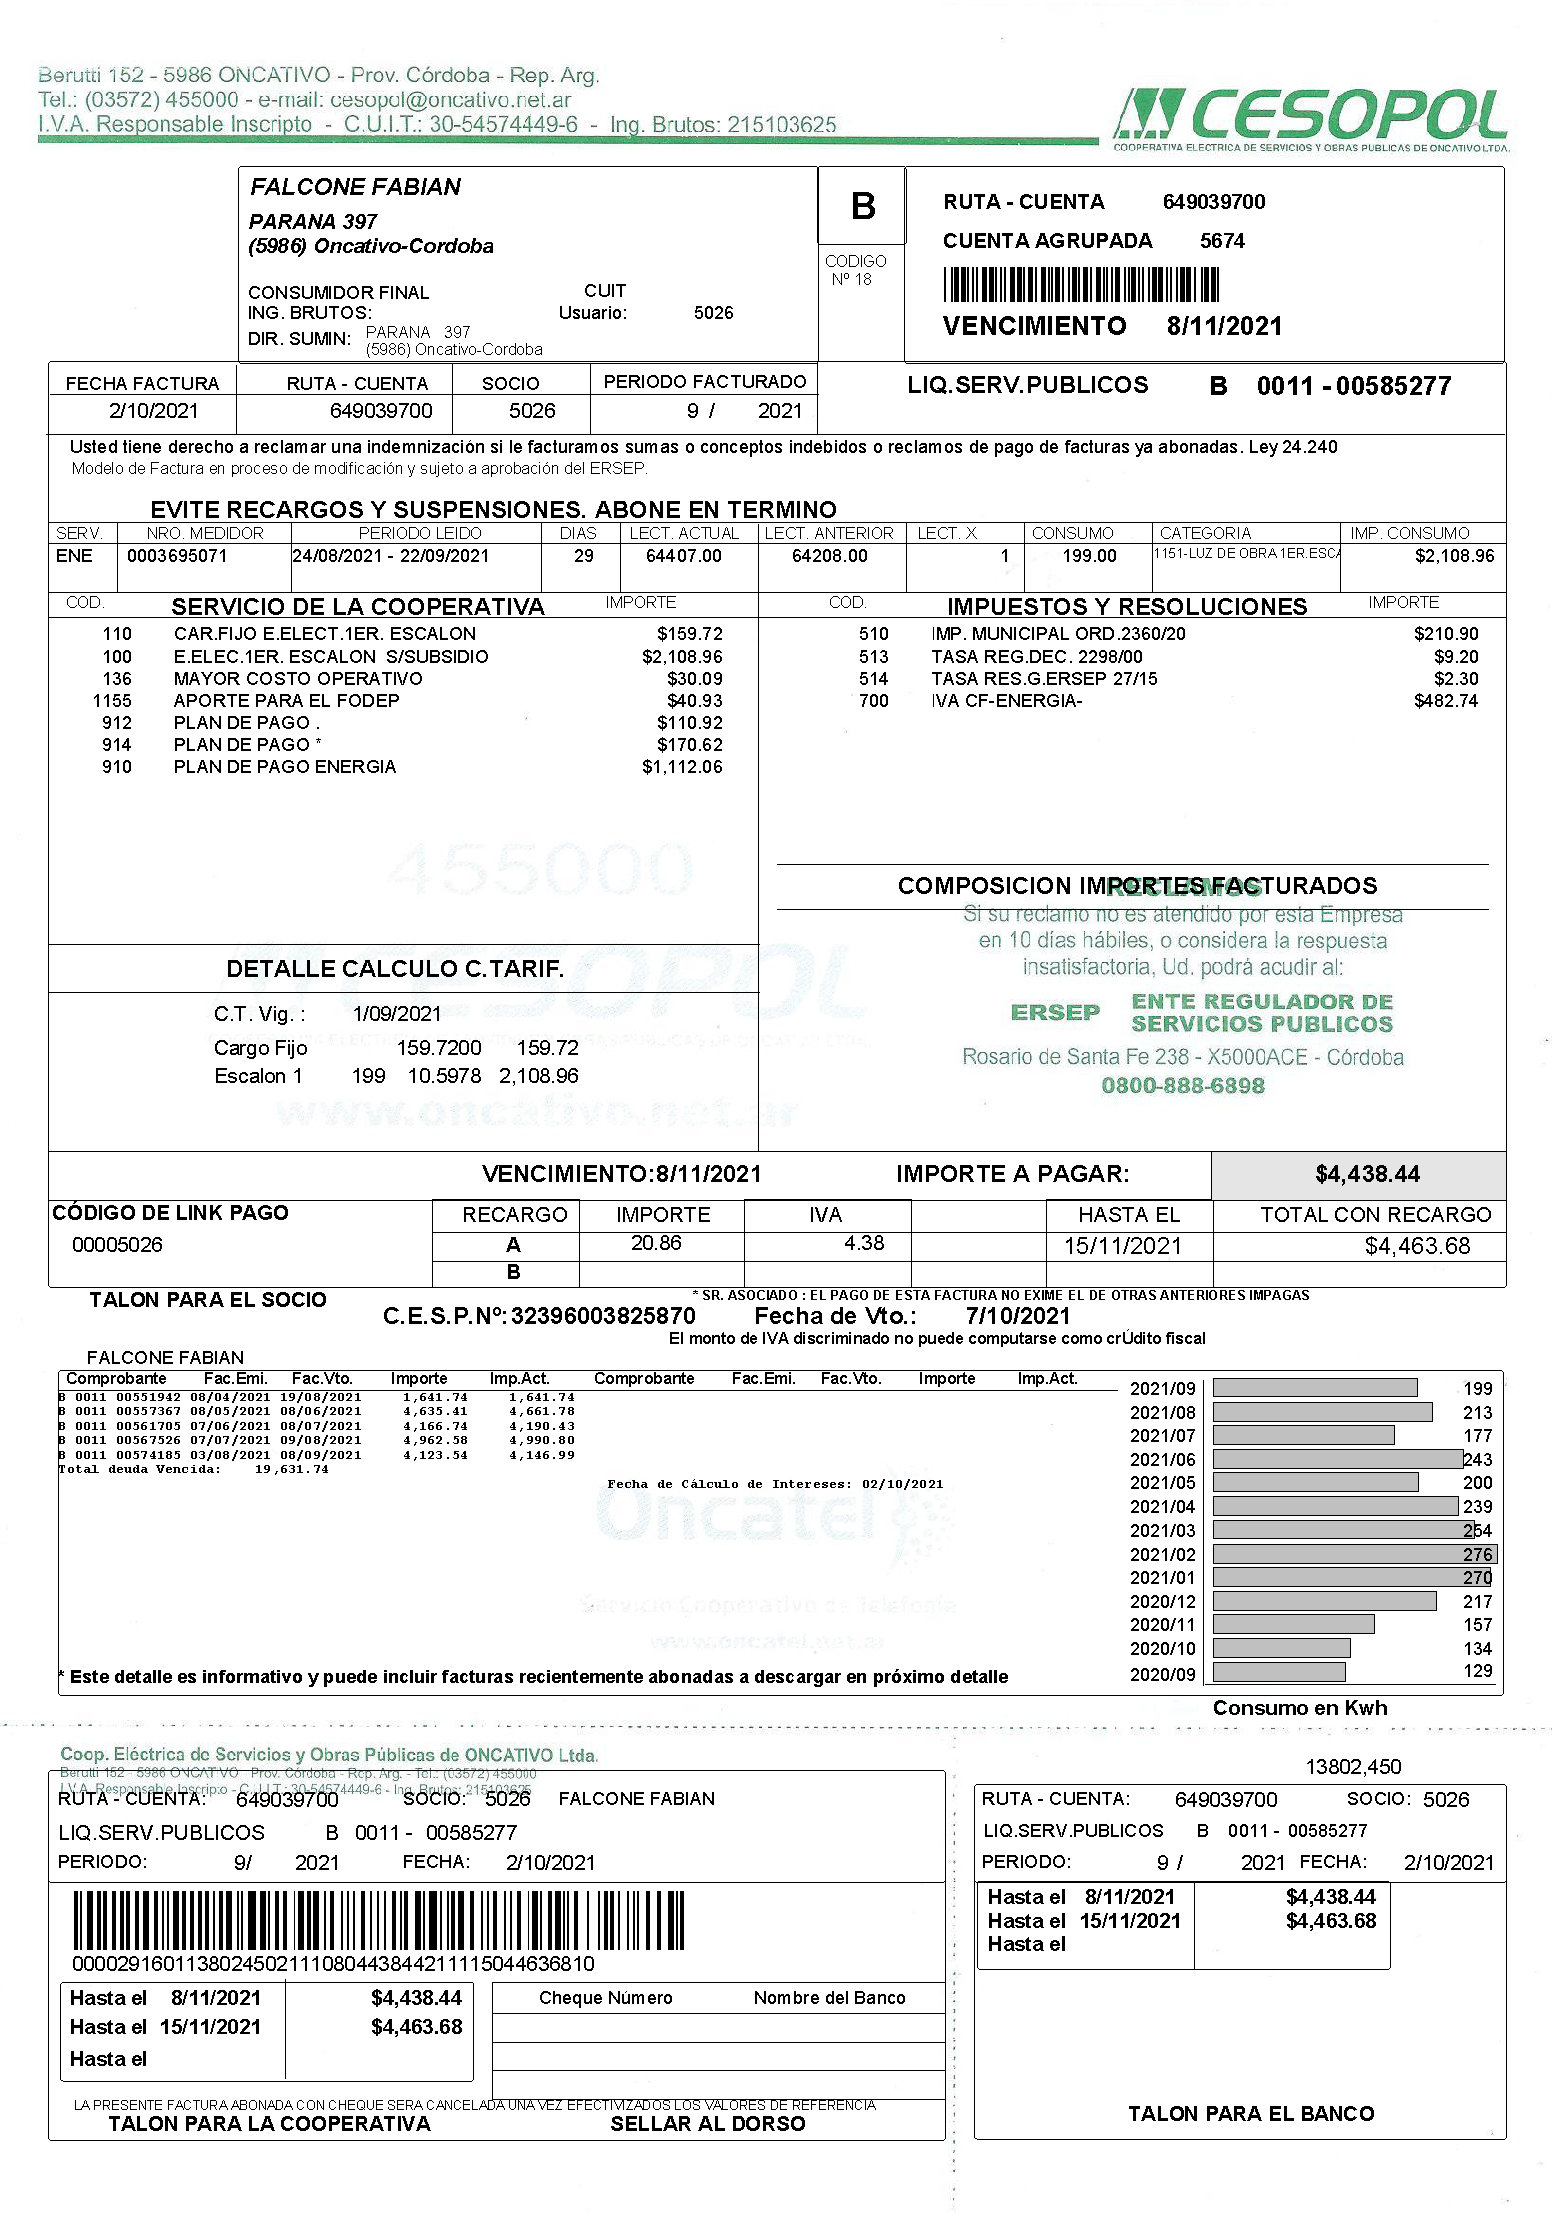 Berutti 152 - 5986 ONCATIVO - Prov. Córdoba - Rep. Arg.
Tel.: (03572) 455000 - e-mail: cesopol@oncativo.net.ar
I.V.A. Responsable Inscripto - C.U.I.T.: 30-54574449-6 - Ing. Brutos: 215103625
CESOPOL
COOPERATIVA ELECTRICA DE SERVICIOS Y OBRAS PUBLICAS DE ONCATIVO LTDA.
FALCONE FABIAN
PARANA 397
(5986) Oncativo-Cordoba
CONSUMIDOR FINAL CUIT
ING. BRUTOS: Usuario: 5026
DIR. SUMIN: PARANA 397
(5986) Oncativo-Cordoba
B
CODIGO
Nº 18
RUTA - CUENTA 649039700
CUENTA AGRUPADA 5674
VENCIMIENTO 8/11/2021
FECHA FACTURA RUTA - CUENTA SOCIO PERIODO FACTURADO
2/10/2021 649039700 5026 9 / 2021
LIQ.SERV.PUBLICOS B 0011 - 00585277
Usted tiene derecho a reclamar una indemnización si le facturamos sumas o conceptos indebidos o reclamos de pago de facturas ya abonadas. Ley 24.240
Modelo de Factura en proceso de modificación y sujeto a aprobación del ERSEP.
EVITE RECARGOS Y SUSPENSIONES. ABONE EN TERMINO
SERV. NRO. MEDIDOR PERIODO LEIDO DIAS LECT. ACTUAL LECT. ANTERIOR LECT. X CONSUMO CATEGORIA IMP. CONSUMO
ENE 0003695071 24/08/2021 - 22/09/2021 29 64407.00 64208.00 1 199.00 1151-LUZ DE OBRA 1ER.ESCA $2,108.96
COD. SERVICIO DE LA COOPERATIVA IMPORTE
110 CAR.FIJO E.ELECT.1ER. ESCALON $159.72
100 E.ELEC.1ER. ESCALON S/SUBSIDIO $2,108.96
136 MAYOR COSTO OPERATIVO $30.09
1155 APORTE PARA EL FODEP $40.93
912 PLAN DE PAGO . $110.92
914 PLAN DE PAGO * $170.62
910 PLAN DE PAGO ENERGIA $1,112.06
COD. IMPUESTOS Y RESOLUCIONES IMPORTE
510 IMP. MUNICIPAL ORD.2360/20 $210.90
513 TASA REG.DEC. 2298/00 $9.20
514 TASA RES.G.ERSEP 27/15 $2.30
700 IVA CF-ENERGIA- $482.74
455000
CESOPOL
www.oncativo.net.ar
COMPOSICION IMPORTES FACTURADOS
RECLAMOS
Si su reclamo no es atendido por esta Empresa
en 10 días hábiles, o considera la respuesta
insatisfactoria, Ud. podrá acudir al:
ERSEP ENTE REGULADOR DE
SERVICIOS PUBLICOS
Rosario de Santa Fe 238 - X5000ACE - Córdoba
0800-888-6898
DETALLE CALCULO C.TARIF.
C.T. Vig. : 1/09/2021
Cargo Fijo 159.7200 159.72
Escalon 1 199 10.5978 2,108.96
VENCIMIENTO:8/11/2021 IMPORTE A PAGAR: $4,438.44
CÓDIGO DE LINK PAGO
00005026
RECARGO IMPORTE IVA HASTA EL TOTAL CON RECARGO
A 20.86 4.38 15/11/2021 $4,463.68
B
TALON PARA EL SOCIO
* SR. ASOCIADO : EL PAGO DE ESTA FACTURA NO EXIME EL DE OTRAS ANTERIORES IMPAGAS
C.E.S.P.Nº: 32396003825870 Fecha de Vto.: 7/10/2021
El monto de IVA discriminado no puede computarse como crÚdito fiscal
FALCONE FABIAN
Comprobante Fac.Emi. Fac.Vto. Importe Imp.Act. Comprobante Fac.Emi. Fac.Vto. Importe Imp.Act.
B 0011 00551942 08/04/2021 19/08/2021 1,641.74 1,641.74
B 0011 00557367 08/05/2021 08/06/2021 4,635.41 4,661.78
B 0011 00561705 07/06/2021 08/07/2021 4,166.74 4,190.43
B 0011 00567526 07/07/2021 09/08/2021 4,962.58 4,990.80
B 0011 00574185 03/08/2021 08/09/2021 4,123.54 4,146.99
Total deuda Vencida: 19,631.74
Fecha de Cálculo de Intereses: 02/10/2021
Oncatel
Servicio Cooperativo de Telefonía
www.oncatel.net.ar
* Este detalle es informativo y puede incluir facturas recientemente abonadas a descargar en próximo detalle
2021/09 199
2021/08 213
2021/07 177
2021/06 243
2021/05 200
2021/04 239
2021/03 254
2021/02 276
2021/01 270
2020/12 217
2020/11 157
2020/10 134
2020/09 129
Consumo en Kwh
Coop. Eléctrica de Servicios y Obras Públicas de ONCATIVO Ltda.
Berutti 152 - 5986 ONCATIVO - Prov. Córdoba - Rep. Arg. - Tel.: (03572) 455000
I.V.A. Responsable Inscripto - C.U.I.T.: 30-54574449-6 - Ing. Brutos: 215103625
RUTA - CUENTA: 649039700 SOCIO: 5026 FALCONE FABIAN
LIQ.SERV.PUBLICOS B 0011 - 00585277
PERIODO: 9/ 2021 FECHA: 2/10/2021
00002916011380245021110804438442111150446368​10
Hasta el 8/11/2021 $4,438.44
Hasta el 15/11/2021 $4,463.68
Hasta el
Cheque Número Nombre del Banco
LA PRESENTE FACTURA ABONADA CON CHEQUE SERA CANCELADA UNA VEZ EFECTIVIZADOS LOS VALORES DE REFERENCIA
TALON PARA LA COOPERATIVA SELLAR AL DORSO
13802,450
RUTA - CUENTA: 649039700 SOCIO: 5026
LIQ.SERV.PUBLICOS B 0011 - 00585277
PERIODO: 9 / 2021 FECHA: 2/10/2021
Hasta el 8/11/2021 $4,438.44
Hasta el 15/11/2021 $4,463.68
Hasta el
TALON PARA EL BANCO